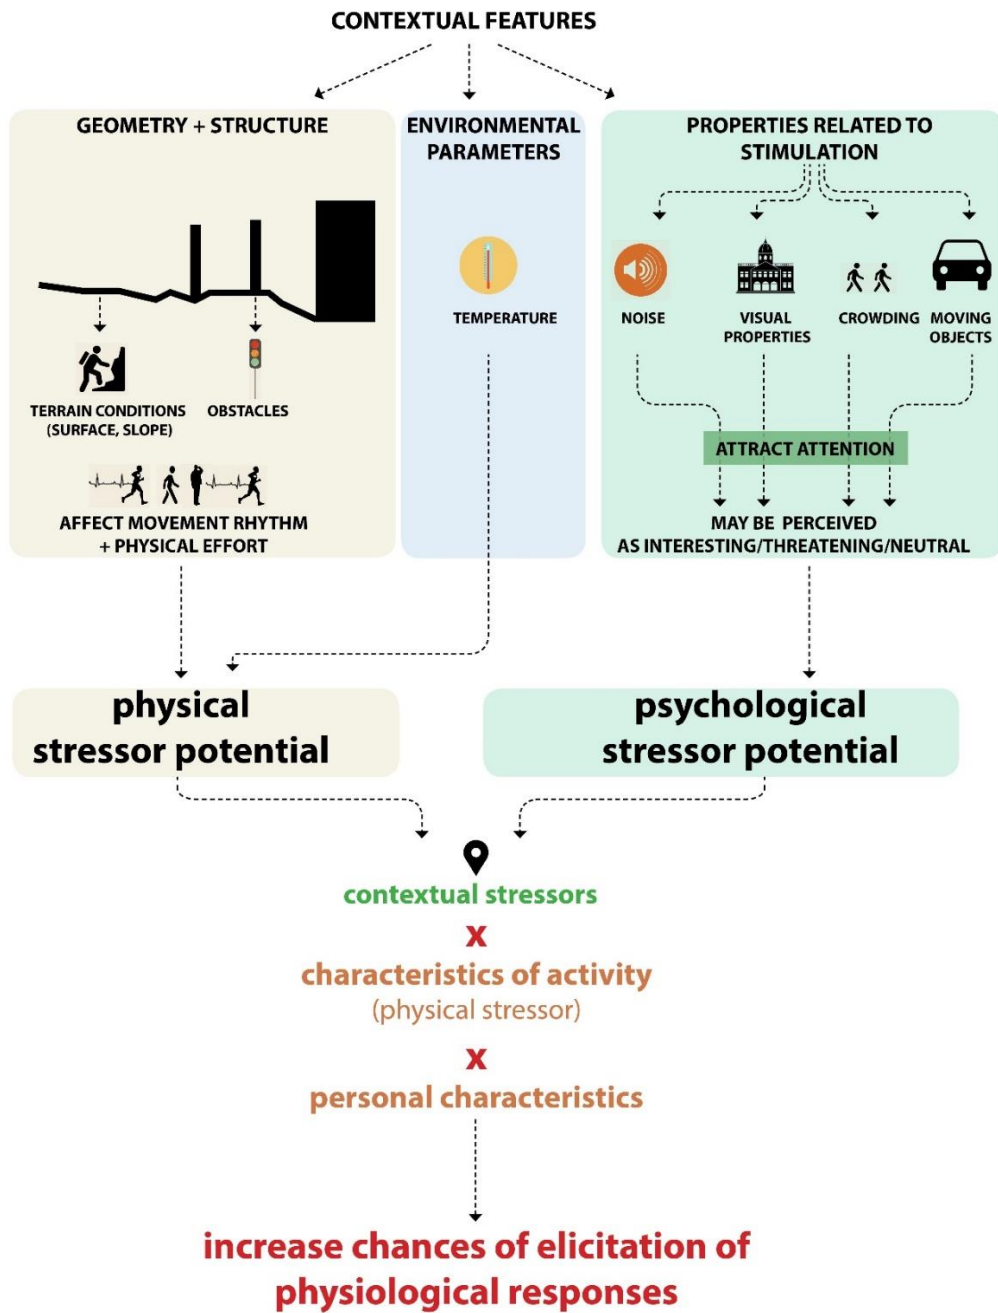 CONTEXTUAL FEATURES
GEOMETRY + STRUCTURE
TERRAIN CONDITIONS
(SURFACE, SLOPE)
OBSTACLES
AFFECT MOVEMENT RHYTHM
+ PHYSICAL EFFORT
ENVIRONMENTAL
PARAMETERS
TEMPERATURE
PROPERTIES RELATED TO
STIMULATION
NOISE
VISUAL
PROPERTIES
CROWDING
MOVING
OBJECTS
ATTRACT ATTENTION
MAY BE PERCEIVED
AS INTERESTING/THREATENING/NEUTRAL
physical
stressor potential
psychological
stressor potential
contextual stressors
x
characteristics of activity
(physical stressor)
x
personal characteristics
increase chances of elicitation of
physiological responses